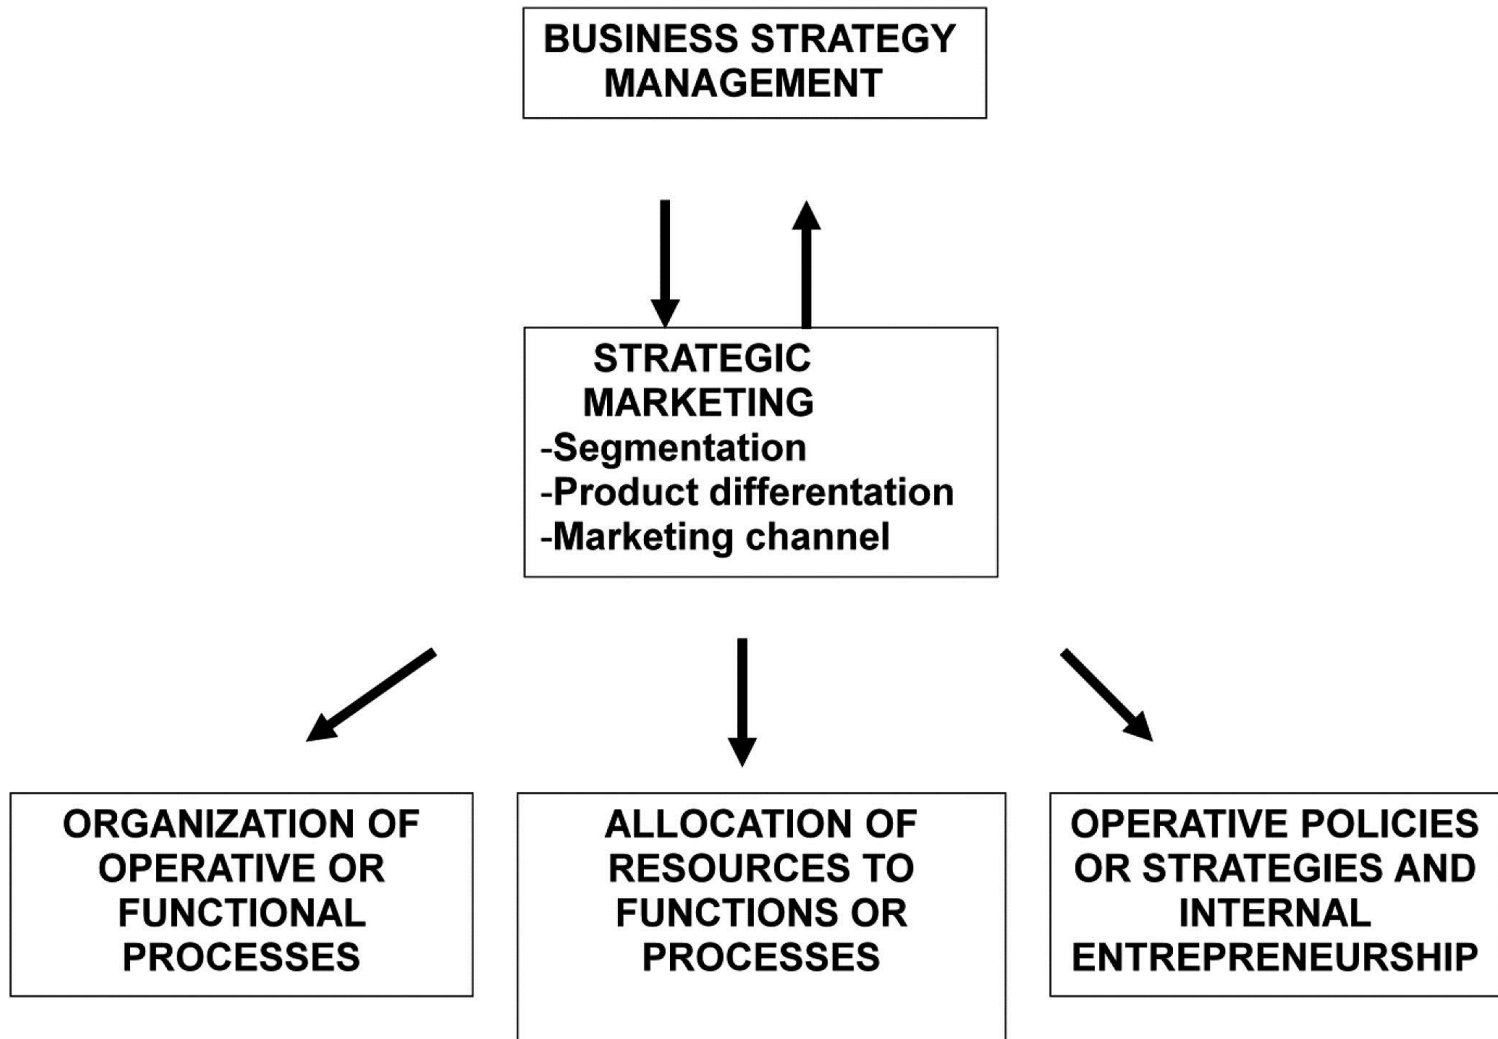 BUSINESS STRATEGY
MANAGEMENT
STRATEGIC
MARKETING
-Segmentation
-Product differentation
-Marketing channel
ORGANIZATION OF
OPERATIVE OR
FUNCTIONAL
PROCESSES
ALLOCATION OF
RESOURCES TO
FUNCTIONS OR
PROCESSES
OPERATIVE POLICIES
OR STRATEGIES AND
INTERNAL
ENTREPRENEURSHIP